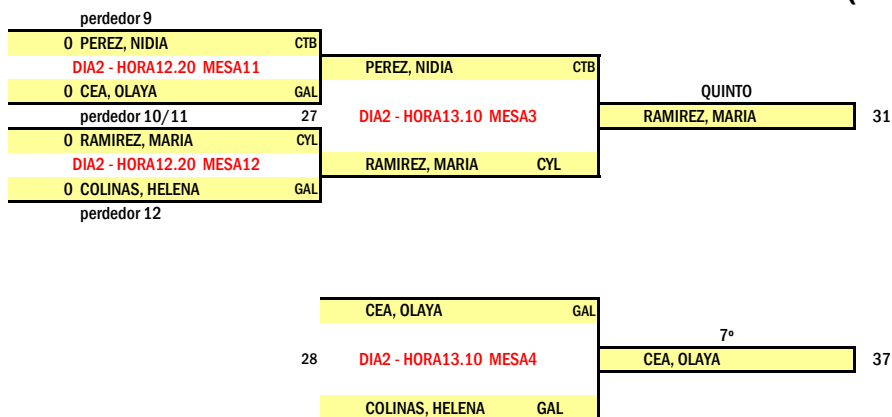 perdedor 9
0 PEREZ, NIDIA CTB
DIA2 - HORA12.20 MESA11
PEREZ, NIDIA CTB
0 CEA, OLAYA GAL
QUINTO
perdedor 10/11 27
DIA2 - HORA13.10 MESA3
RAMIREZ, MARIA 31
0 RAMIREZ, MARIA CYL
DIA2 - HORA12.20 MESA12
RAMIREZ, MARIA CYL
0 COLINAS, HELENA GAL
perdedor 12
CEA, OLAYA GAL
7º
28 DIA2 - HORA13.10 MESA4
CEA, OLAYA 37
COLINAS, HELENA GAL